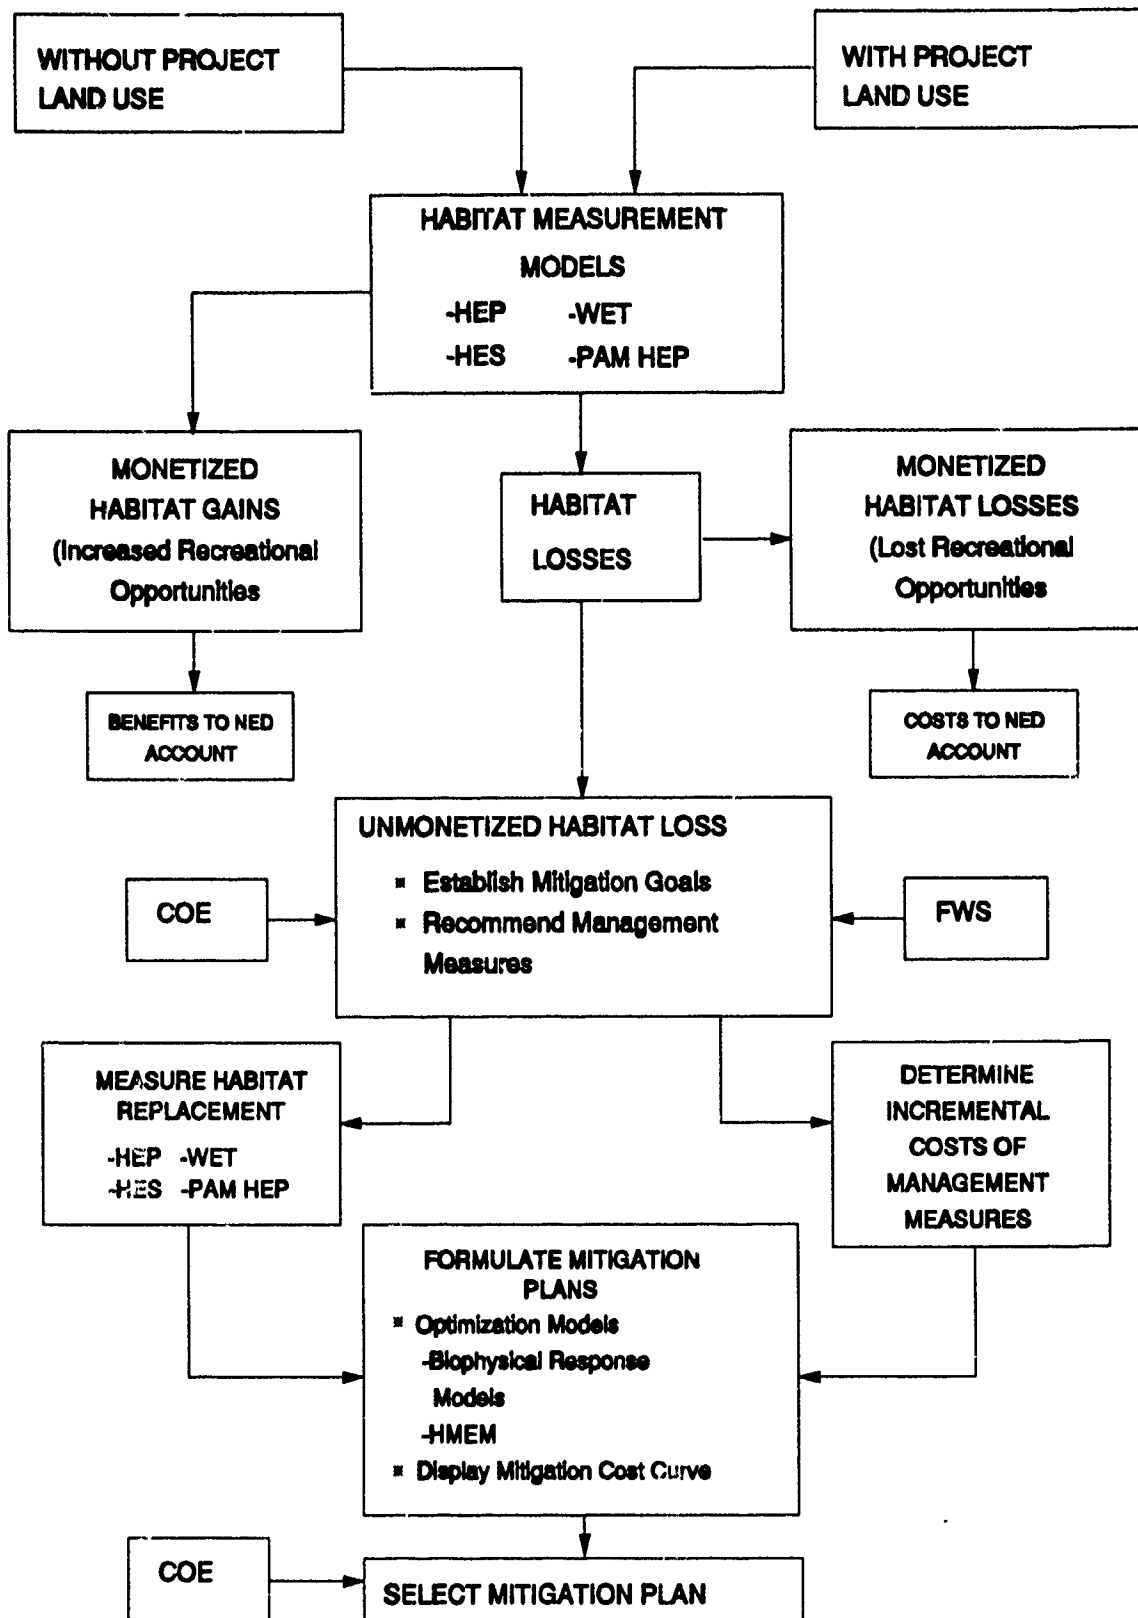 WITHOUT PROJECT
LAND USE
WITH PROJECT
LAND USE
HABITAT MEASUREMENT
MODELS
-HEP -WET
-HES -PAM HEP
MONETIZED
HABITAT GAINS
(Increased Recreational
Opportunities
HABITAT
LOSSES
MONETIZED
HABITAT LOSSES
(Lost Recreational
Opportunities
BENEFITS TO NED
ACCOUNT
COSTS TO NED
ACCOUNT
UNMONETIZED HABITAT LOSS
* Establish Mitigation Goals
* Recommend Management
Measures
COE
FWS
MEASURE HABITAT
REPLACEMENT
-HEP -WET
-HES -PAM HEP
DETERMINE
INCREMENTAL
COSTS OF
MANAGEMENT
MEASURES
FORMULATE MITIGATION
PLANS
* Optimization Models
-Biophysical Response
Models
-HMEM
* Display Mitigation Cost Curve
COE
SELECT MITIGATION PLAN